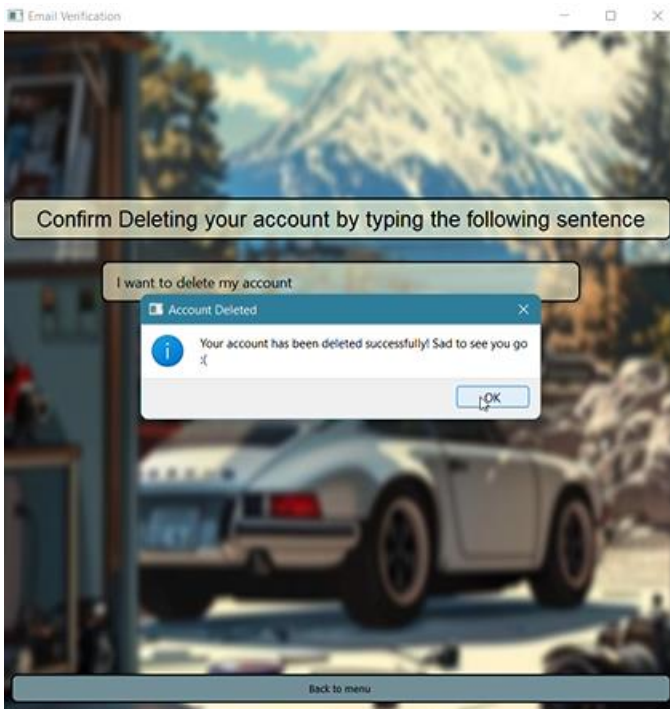 Email Verification
Confirm Deleting your account by typing the following sentence
I want to delete my account
Account Deleted
Your account has been deleted successfully! Sad to see you go
:(
OK
Back to menu